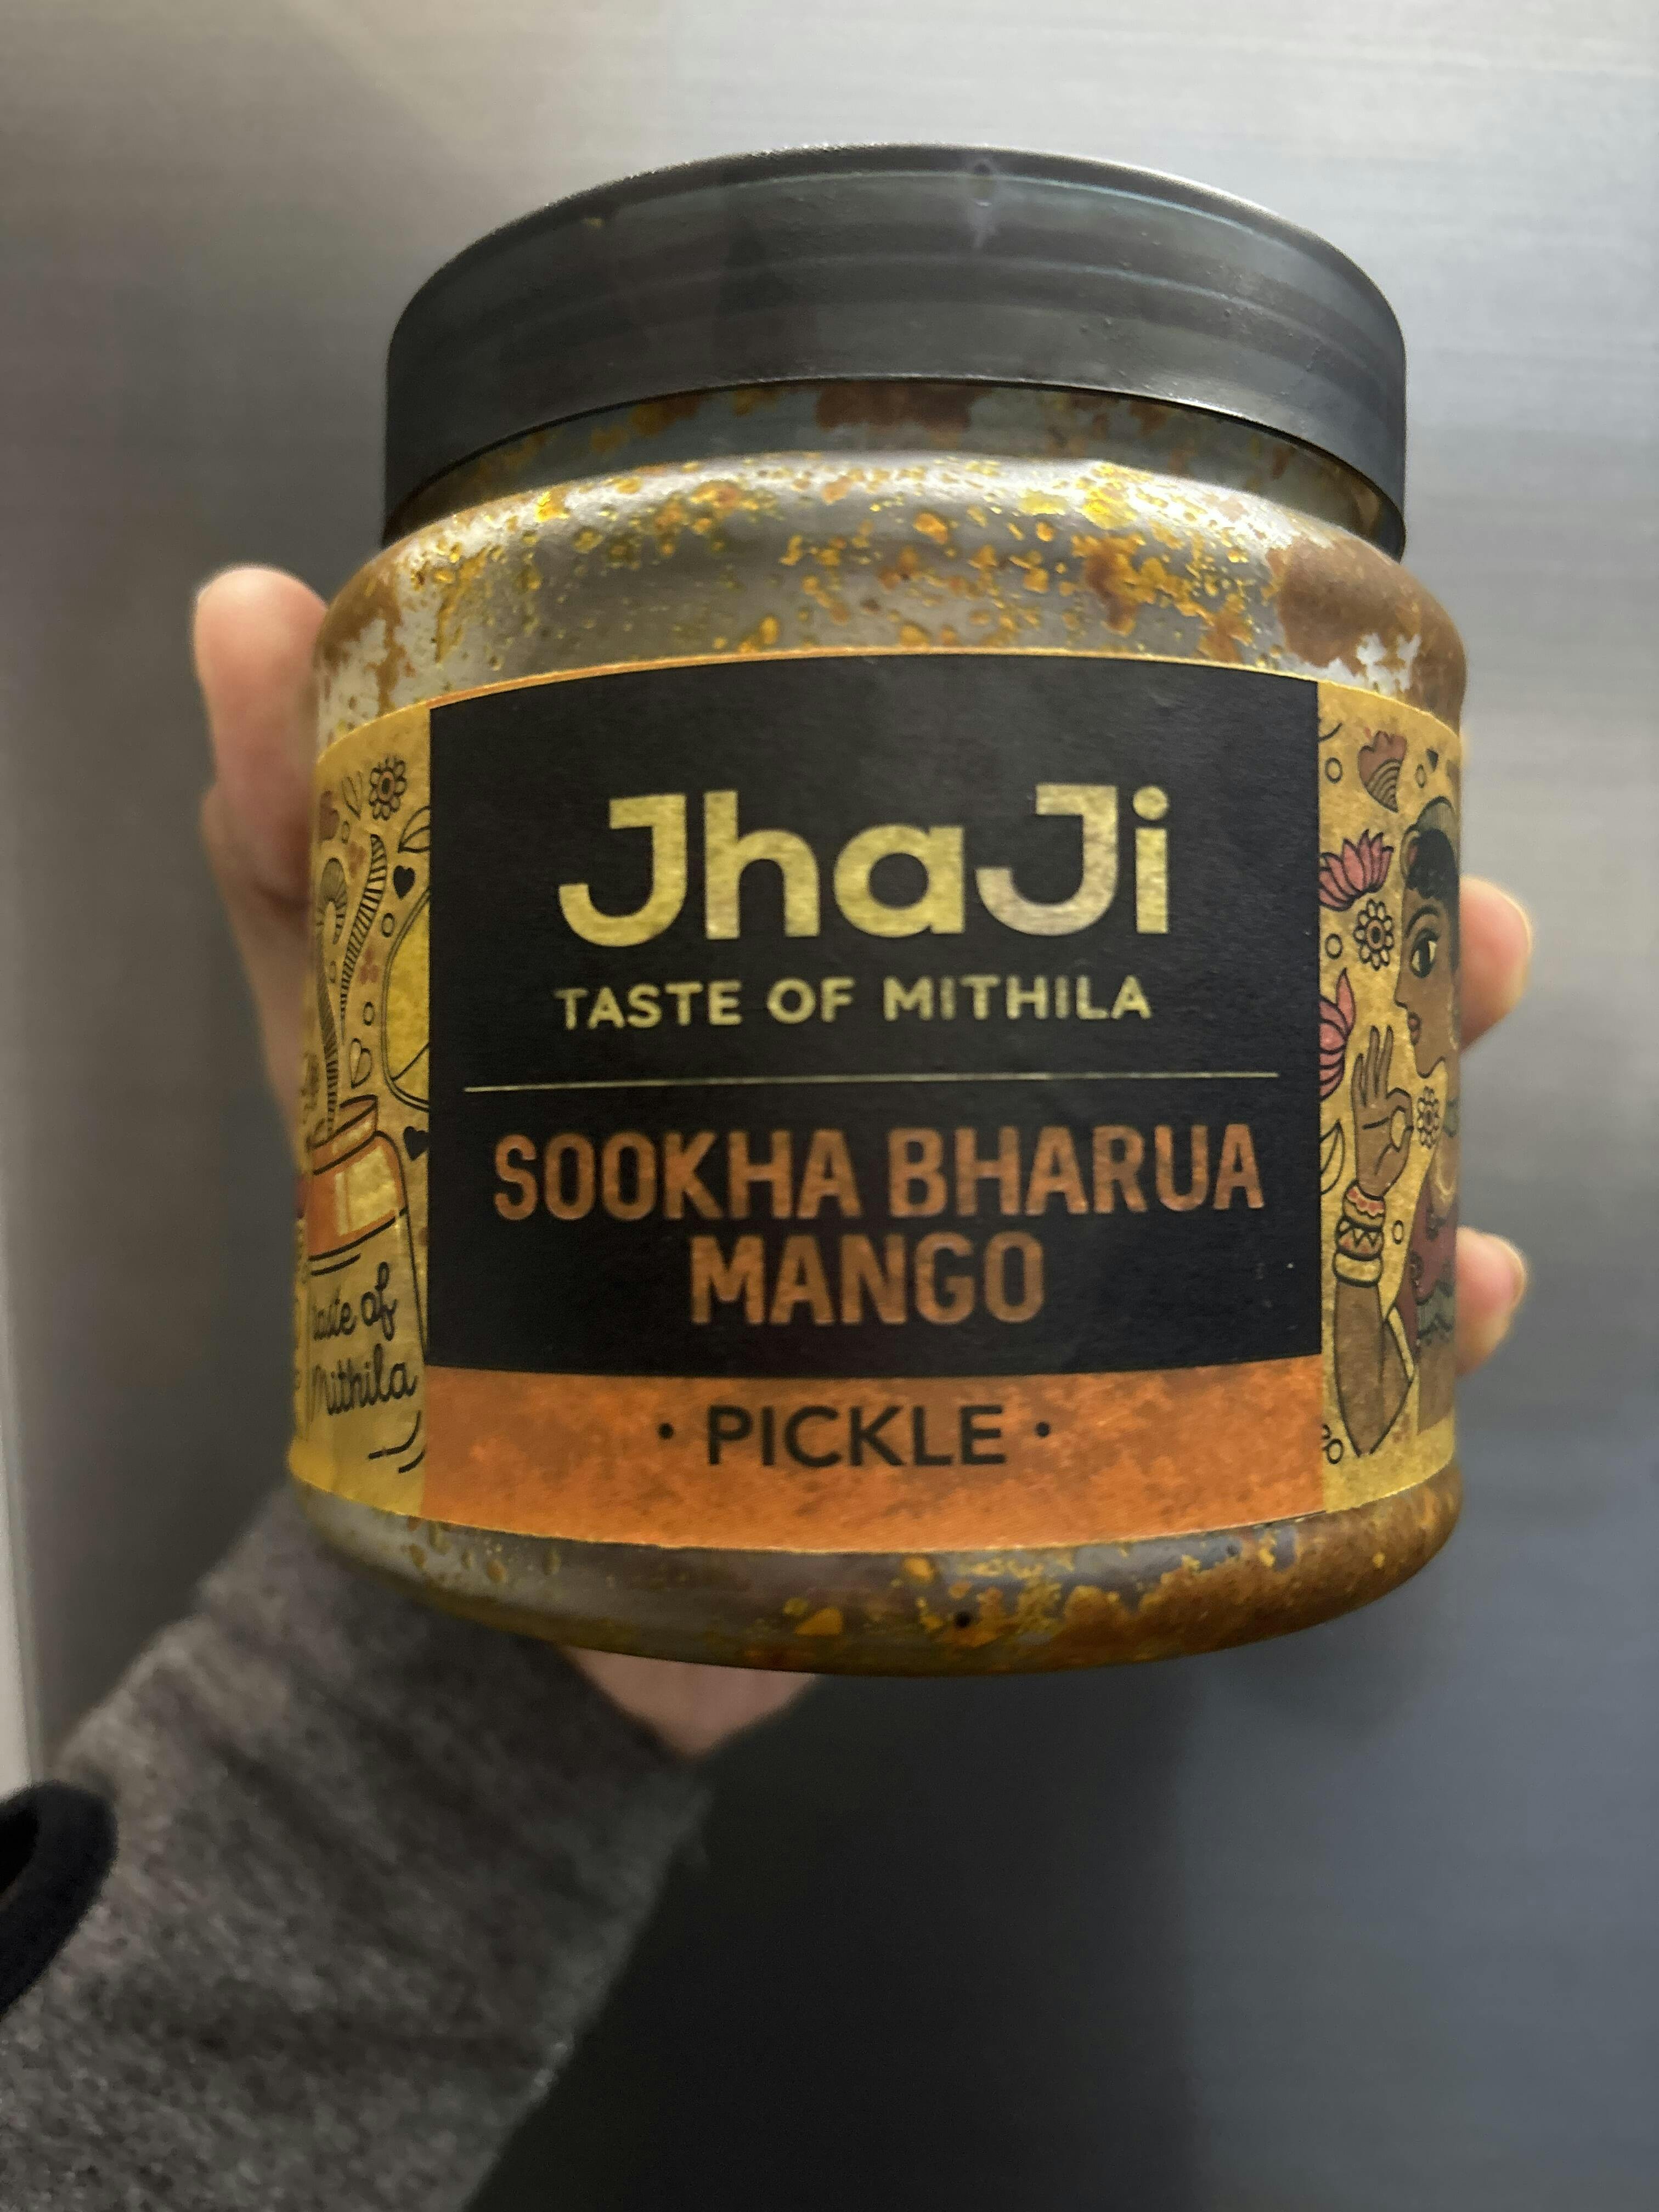 JhaJi
TASTE OF MITHILA
SOOKHA BHARUA
MANGO
• PICKLE •
Taste of
Mithila